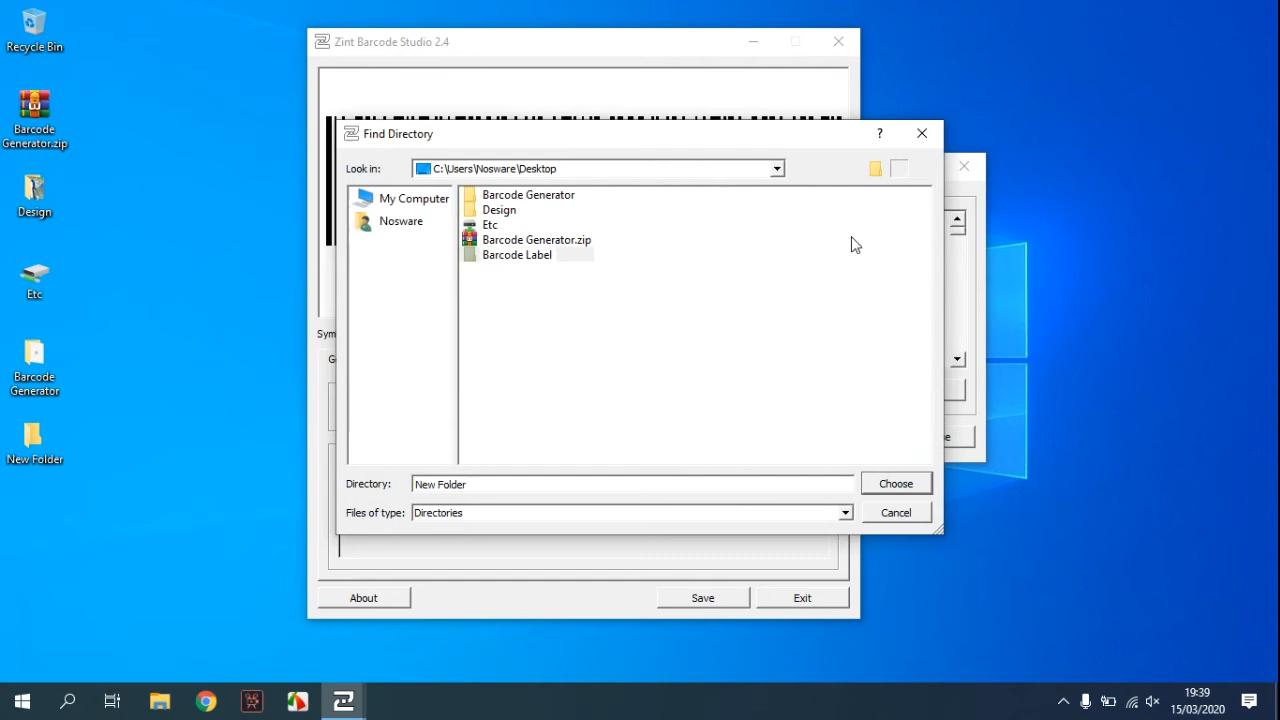 Recycle Bin
Barcode
Generator.zip
Design
Etc
Barcode
Generator
New Folder
Zint Barcode Studio 2.4
Find Directory
?
Look in:
C:\Users\Nosware\Desktop
My Computer
Nosware
Barcode Generator
Design
Etc
Barcode Generator.zip
Barcode Label
Directory:
New Folder
Choose
Files of type:
Directories
Cancel
Sym
G
e
About
Save
Exit
19:39
15/03/2020